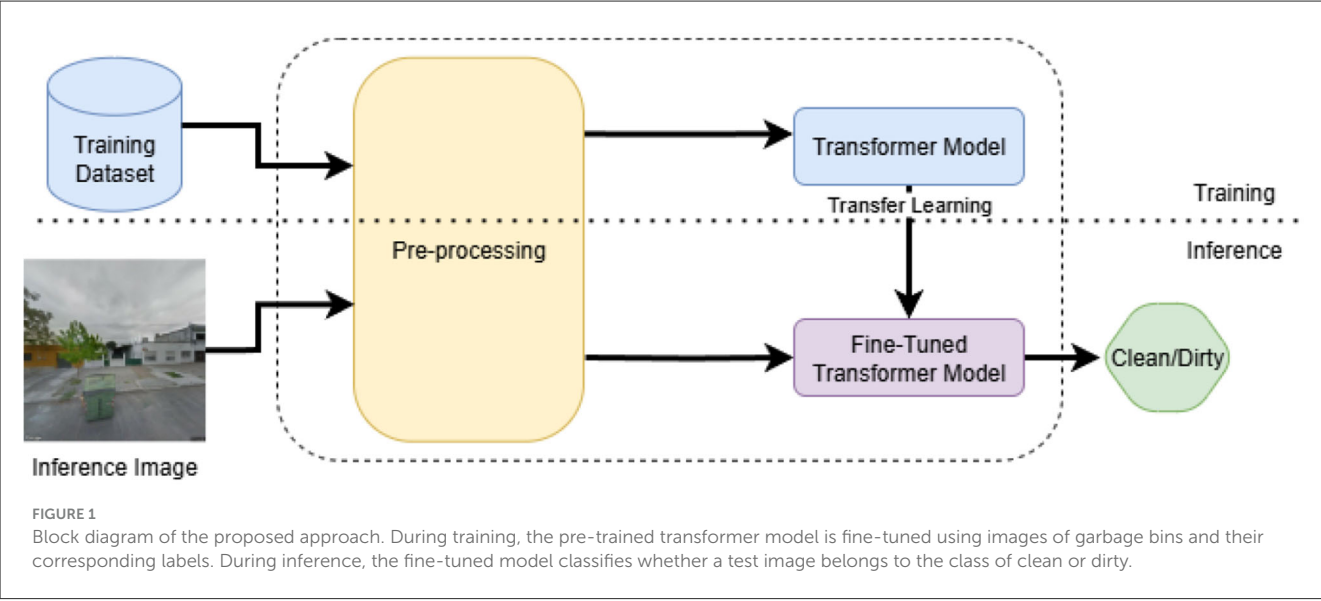 Training
Dataset
Transformer Model
Training
Transfer Learning
Pre-processing
Inference
Fine-Tuned
Transformer Model
Clean/Dirty
Inference Image
FIGURE 1
Block diagram of the proposed approach. During training, the pre-trained transformer model is fine-tuned using images of garbage bins and their
corresponding labels. During inference, the fine-tuned model classifies whether a test image belongs to the class of clean or dirty.